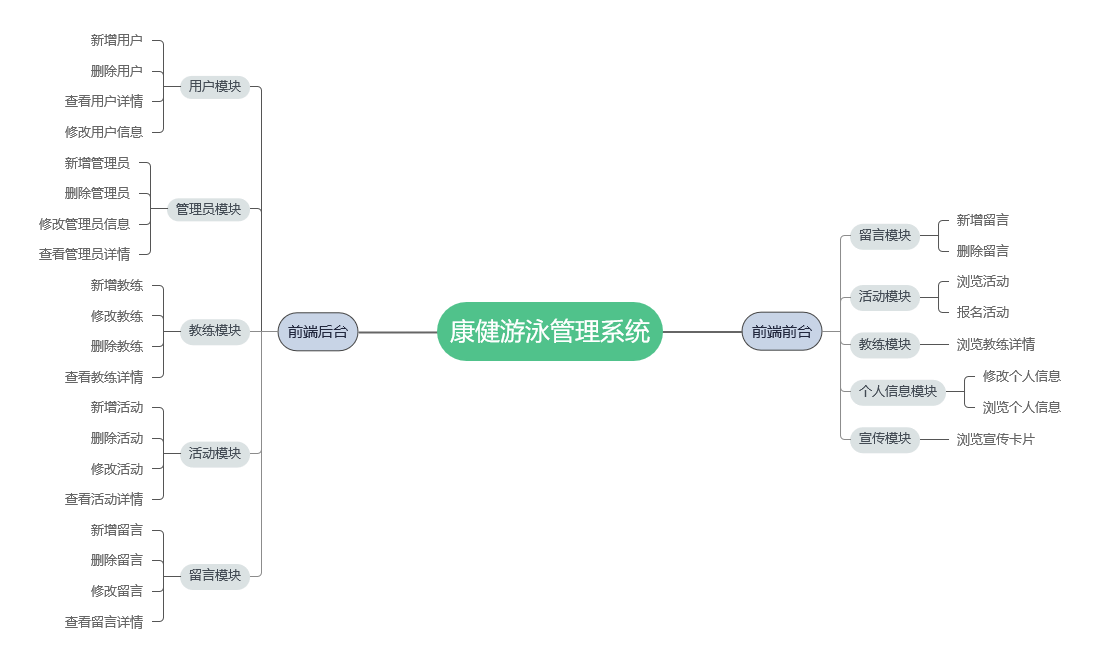 康健游泳管理系统
前端后台
用户模块
新增用户
删除用户
查看用户详情
修改用户信息
管理员模块
新增管理员
删除管理员
修改管理员信息
查看管理员详情
教练模块
新增教练
修改教练
删除教练
查看教练详情
活动模块
新增活动
删除活动
修改活动
查看活动详情
留言模块
新增留言
删除留言
修改留言
查看留言详情
前端前台
留言模块
新增留言
删除留言
活动模块
浏览活动
报名活动
教练模块
浏览教练详情
个人信息模块
修改个人信息
浏览个人信息
宣传模块
浏览宣传卡片